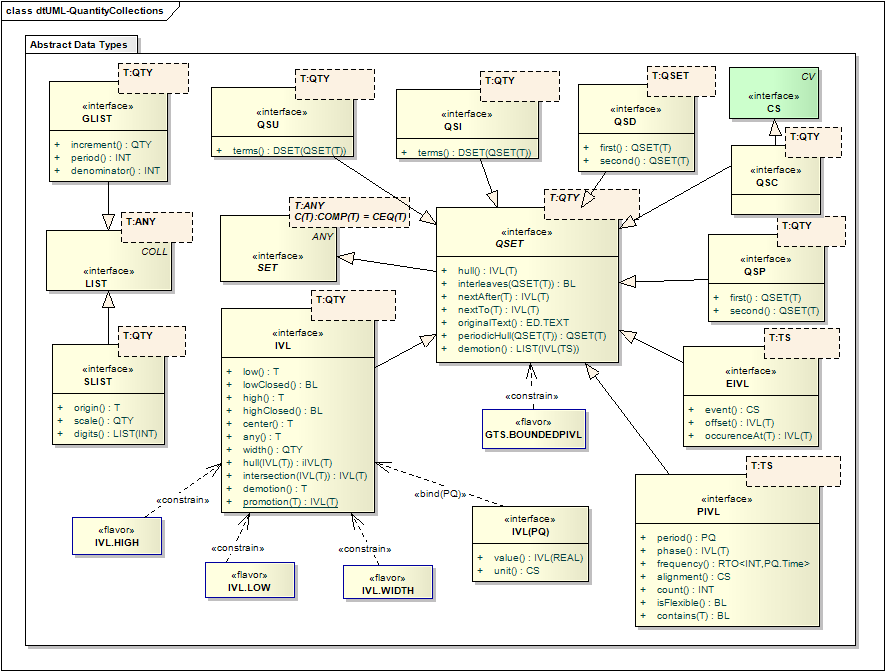 class dtUML-QuantityCollections
Abstract Data Types
T:QTY
«interface»
GLIST
+ increment() : QTY
+ period() : INT
+ denominator() : INT
T:QTY
«interface»
QSU
+ terms() : DSET(QSET(T))
T:QTY
«interface»
QSI
+ terms() : DSET(QSET(T))
T:QSET
«interface»
QSD
+ first() : QSET(T)
+ second() : QSET(T)
CV
«interface»
CS
T:QTY
«interface»
QSC
T:ANY
COLL
«interface»
LIST
T:ANY
C(T):COMP(T) = CEQ(T)
ANY
«interface»
SET
T:QTY
«interface»
QSET
+ hull() : IVL(T)
+ interleaves(QSET(T)) : BL
+ nextAfter(T) : IVL(T)
+ nextTo(T) : IVL(T)
+ originalText() : ED.TEXT
+ periodicHull(QSET(T)) : QSET(T)
+ demotion() : LIST(IVL(TS))
T:QTY
«interface»
QSP
+ first() : QSET(T)
+ second() : QSET(T)
T:QTY
«interface»
SLIST
+ origin() : T
+ scale() : QTY
+ digits() : LIST(INT)
T:QTY
«interface»
IVL
+ low() : T
+ lowClosed() : BL
+ high() : T
+ highClosed() : BL
+ center() : T
+ any() : T
+ width() : QTY
+ hull(IVL(T)) : iIVL(T)
+ intersection(IVL(T)) : IVL(T)
+ demotion() : T
+ promotion(T) : IVL(T)
T:TS
«interface»
EIVL
+ event() : CS
+ offset() : IVL(T)
+ occurenceAt(T) : IVL(T)
«constrain»
«flavor»
GTS.BOUNDEDPIVL
T:TS
«interface»
PIVL
+ period() : PQ
+ phase() : IVL(T)
+ frequency() : RTO<INT,PQ.Time>
+ alignment() : CS
+ count() : INT
+ isFlexible() : BL
+ contains(T) : BL
«constrain»
«bind(PQ)»
«flavor»
IVL.HIGH
«interface»
IVL(PQ)
+ value() : IVL(REAL)
+ unit() : CS
«constrain»
«constrain»
«flavor»
IVL.LOW
«flavor»
IVL.WIDTH